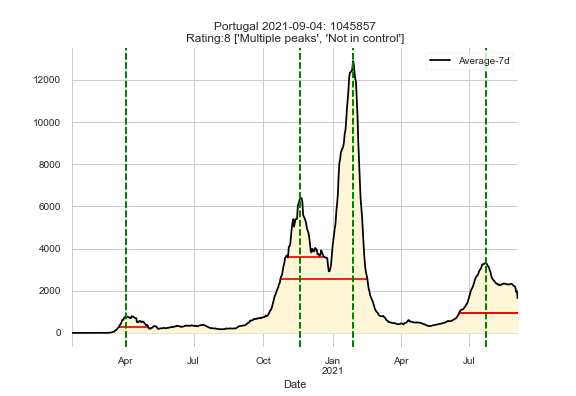 Portugal 2021-09-04: 1045857
Rating:8 ['Multiple peaks', 'Not in control']
Average-7d
12000
10000
8000
6000
4000
2000
0
Apr Jul Oct Jan Apr Jul
2021
Date